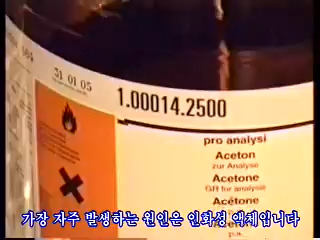 31 01 05
1.00014.2500
pro analysi
Aceton
zur Analyse
Acetone
GR for analysis
Acétone
p.a.
가장 자주 발생하는 원인은 인화성 액체입니다